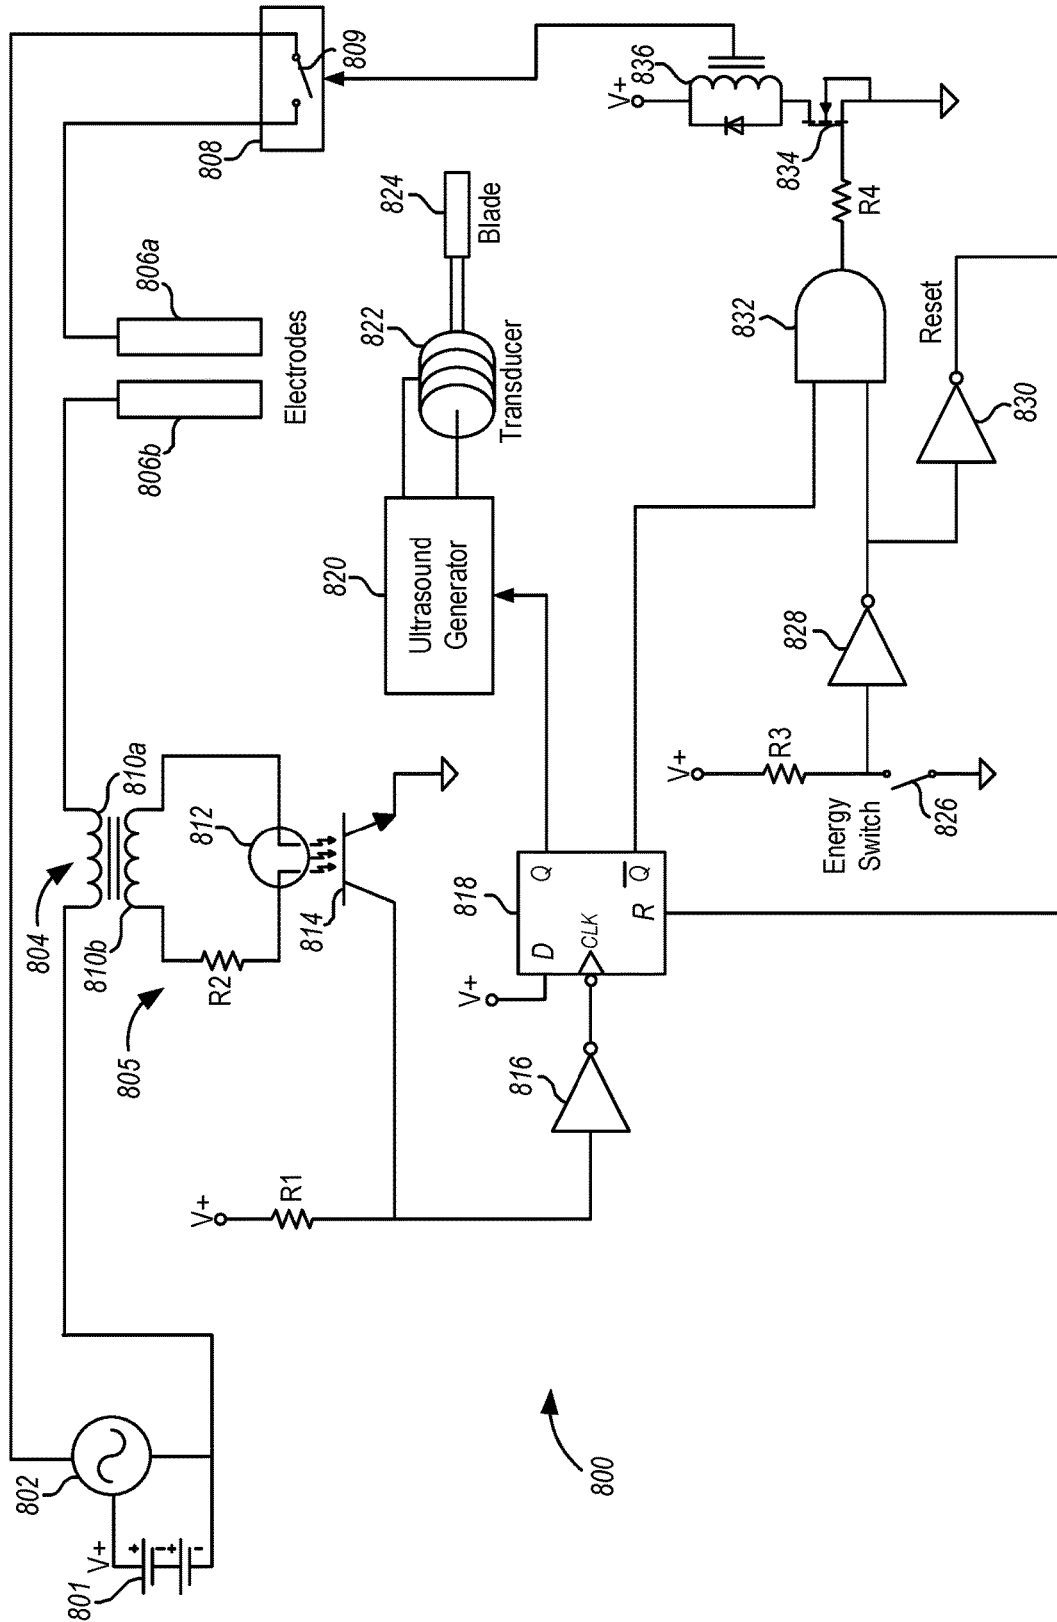 801
V+
+
-
+
-
802
804
810a
810b
805
R2
812
814
V+
R1
806a
806b
Electrodes
808
809
820
Ultrasound
Generator
822
Transducer
824
Blade
816
V+
818
D
Q
CLK
Q
R
V+
R3
Energy
Switch
826
828
830
Reset
832
R4
834
836
V+
800